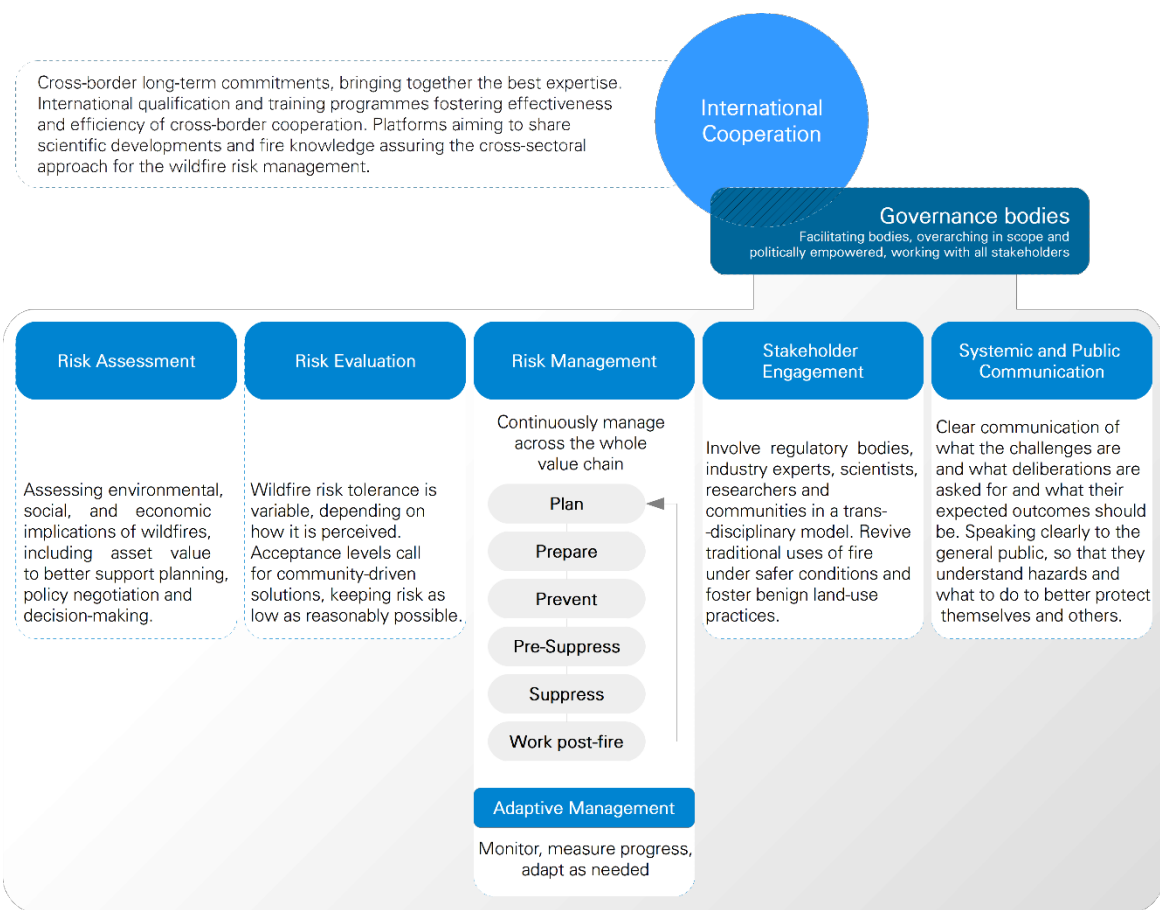 Cross-border long-term commitments, bringing together the best expertise.
International qualification and training programmes fostering effectiveness
and efficiency of cross-border cooperation. Platforms aiming to share
scientific developments and fire knowledge assuring the cross-sectoral
approach for the wildfire risk management.
International
Cooperation
Governance bodies
Facilitating bodies, overarching in scope and
politically empowered, working with all stakeholders
Risk Assessment
Assessing environmental,
social, and economic
implications of wildfires,
including asset value
to better support planning,
policy negotiation and
decision-making.
Risk Evaluation
Wildfire risk tolerance is
variable, depending on
how it is perceived.
Acceptance levels call
for community-driven
solutions, keeping risk as
low as reasonably possible.
Risk Management
Continuously manage
across the whole
value chain
Plan
Prepare
Prevent
Pre-Suppress
Suppress
Work post-fire
Adaptive Management
Monitor, measure progress,
adapt as needed
Stakeholder
Engagement
Involve regulatory bodies,
industry experts, scientists,
researchers and
communities in a trans-
-disciplinary model. Revive
traditional uses of fire
under safer conditions and
foster benign land-use
practices.
Systemic and Public
Communication
Clear communication of
what the challenges are
and what deliberations are
asked for and what their
expected outcomes should
be. Speaking clearly to the
general public, so that they
understand hazards and
what to do to better protect
themselves and others.